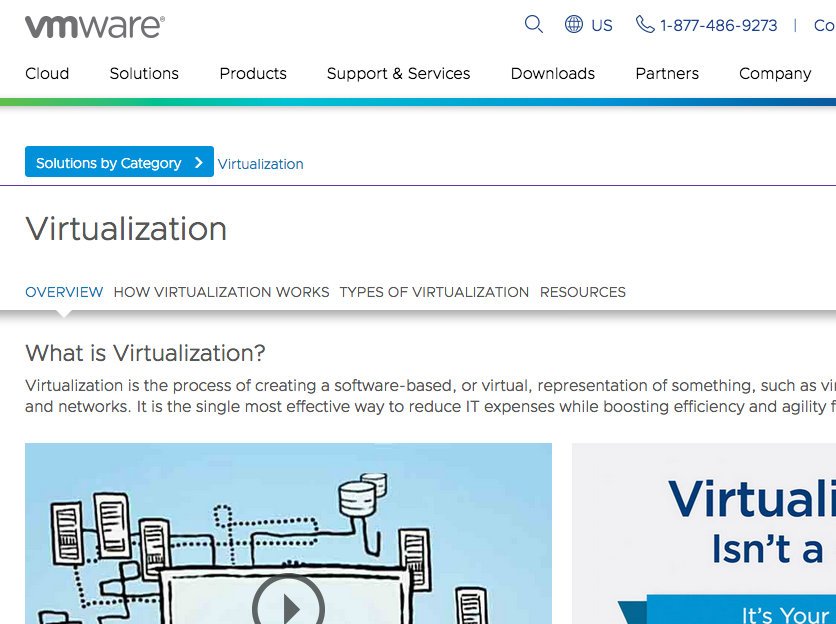 vmware®
US 1-877-486-9273 | Co
Cloud Solutions Products Support & Services Downloads Partners Company
Solutions by Category Virtualization
Virtualization
OVERVIEW HOW VIRTUALIZATION WORKS TYPES OF VIRTUALIZATION RESOURCES
What is Virtualization?
Virtualization is the process of creating a software-based, or virtual, representation of something, such as vi
and networks. It is the single most effective way to reduce IT expenses while boosting efficiency and agility f
Virtuali
Isn't a
It's Your